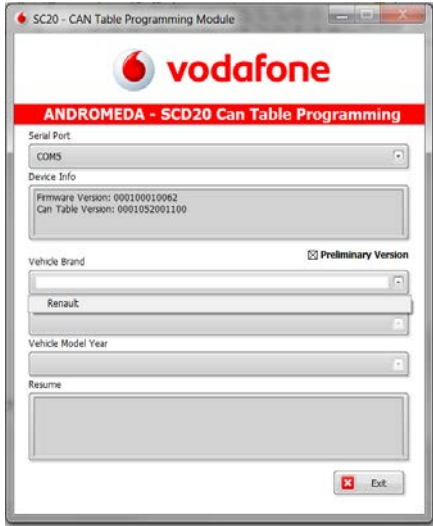 SC20 - CAN Table Programming Module
vodafone
ANDROMEDA - SCD20 Can Table Programming
Serial Port
COM5
Device Info
Firmware Version: 000100010062
Can Table Version: 0001052001100
Preliminary Version
Vehicle Brand
Renault
Vehicle Model Year
Resume
Exit